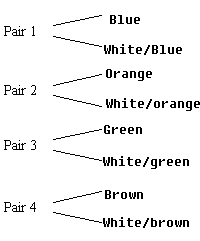 Blue
Pair 1
White/Blue
Orange
Pair 2
White/orange
Green
Pair 3
White/green
Brown
Pair 4
White/brown